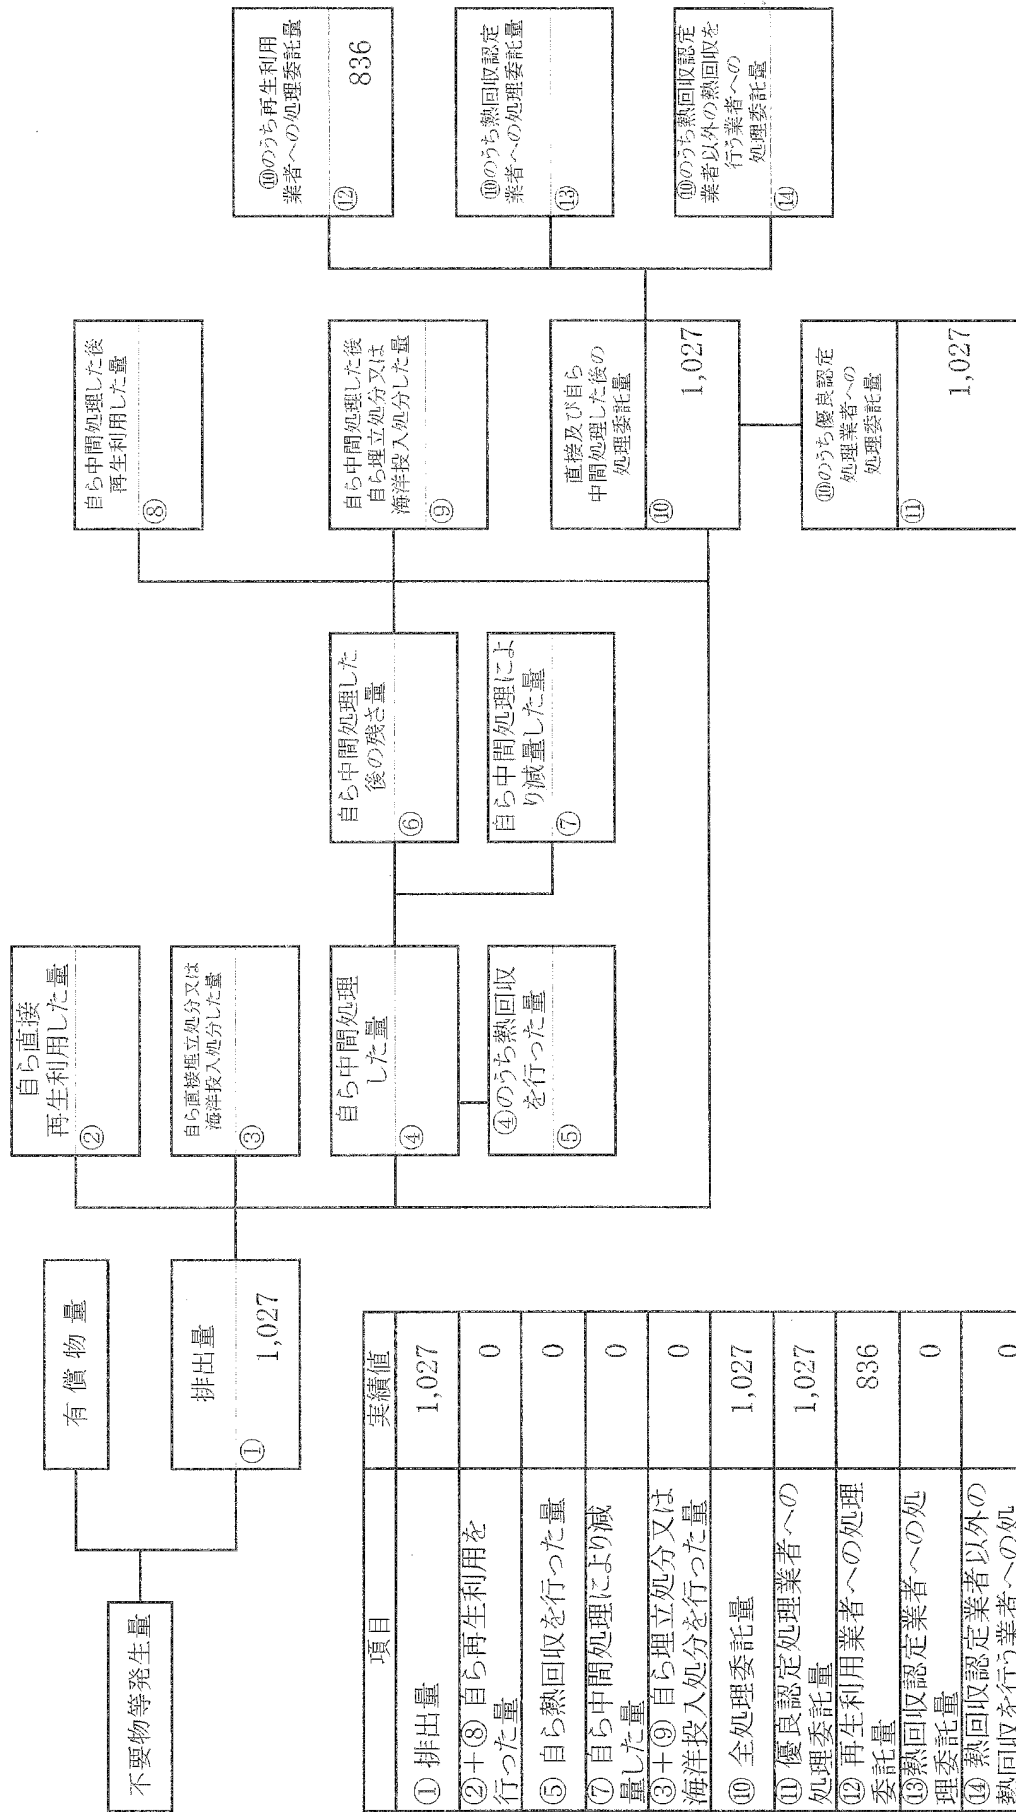 不要物等発生量
有償物量
排出量
①
1,027
自ら直接
再生利用した量
②
自ら直接埋立処分又は
海洋投入処分した量
③
自ら中間処理
した量
④
④のうち熱回収
を行った量
⑤
自ら中間処理した
後の残さ量
⑥
自ら中間処理によ
り減量した量
⑦
自ら中間処理した後
再生利用した量
⑧
自ら中間処理した後
自ら埋立処分又は
海洋投入処分した量
⑨
直接及び自ら
中間処理した後の
処理委託量
⑩
1,027
⑩のうち優良認定
処理業者への
処理委託量
⑪
1,027
⑩のうち再生利用
業者への処理委託量
⑫
836
⑩のうち熱回収認定
業者への処理委託量
⑬
⑩のうち熱回収認定
業者以外の熱回収を
行う業者への
処理委託量
⑭
項目 実績値
① 排出量 1,027
②+⑧ 自ら再生利用を
行った量 0
⑤ 自ら熱回収を行った量 0
⑦ 自ら中間処理により減
量した量 0
③+⑨ 自ら埋立処分又は
海洋投入処分を行った量 0
⑩ 全処理委託量 1,027
⑪ 優良認定処理業者への
処理委託量 1,027
⑫ 再生利用業者への処理
委託量 836
⑬熱回収認定業者への処
理委託量 0
⑭ 熱回収認定業者以外の
熱回収を行う業者への処 0